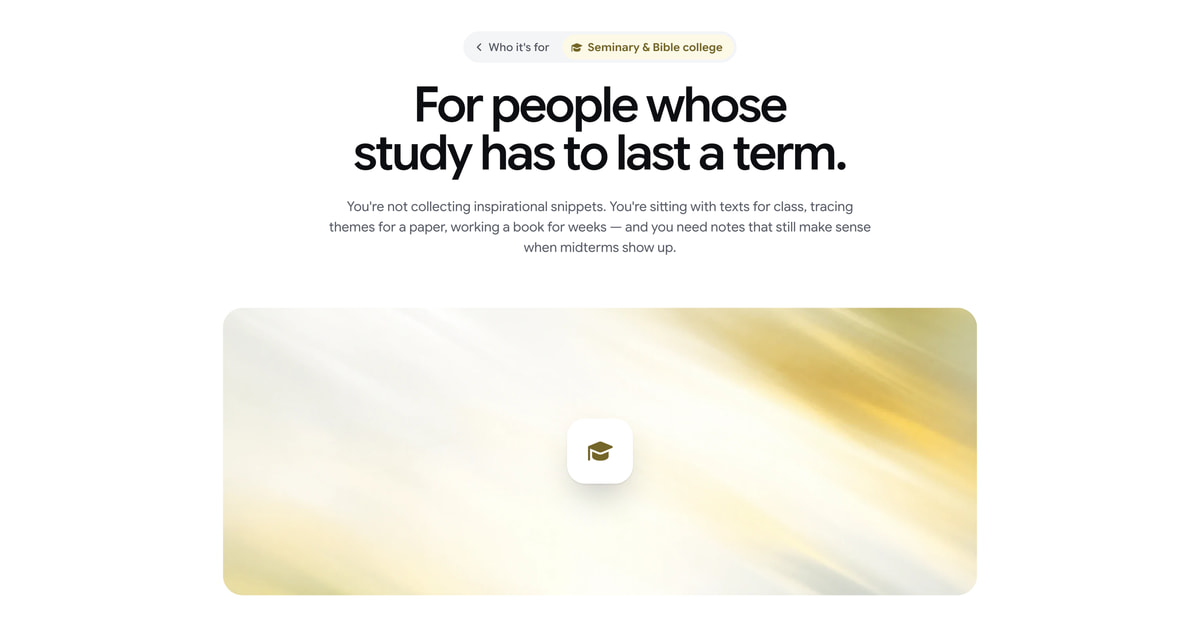 Who it's for
Seminary & Bible college
For people whose
study has to last a term.
You're not collecting inspirational snippets. You're sitting with texts for class, tracing
themes for a paper, working a book for weeks — and you need notes that still make sense
when midterms show up.